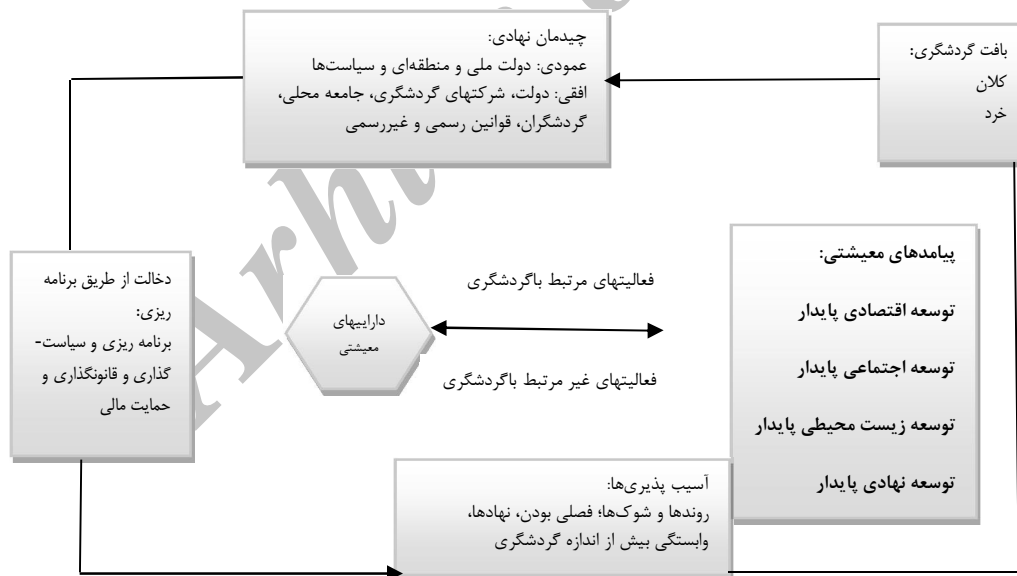 چیدمان نهادی:
عمودی: دولت ملی و منطقه‌ای و سیاست‌ها
افقی: دولت، شرکتهای گردشگری، جامعه محلی،
گردشگران، قوانین رسمی و غیررسمی
بافت گردشگری:
کلان
خرد
دخالت از طریق برنامه
ریزی:
برنامه ریزی و سیاست-
گذاری و قانونگذاری و
حمایت مالی
داراییهای
معیشتی
فعالیتهای مرتبط باگردشگری
فعالیتهای غیر مرتبط باگردشگری
پیامدهای معیشتی:
توسعه اقتصادی پایدار
توسعه اجتماعی پایدار
توسعه زیست محیطی پایدار
توسعه نهادی پایدار
آسیب پذیری‌ها:
روندها و شوک‌ها؛ فصلی بودن، نهادها،
وابستگی بیش از اندازه گردشگری